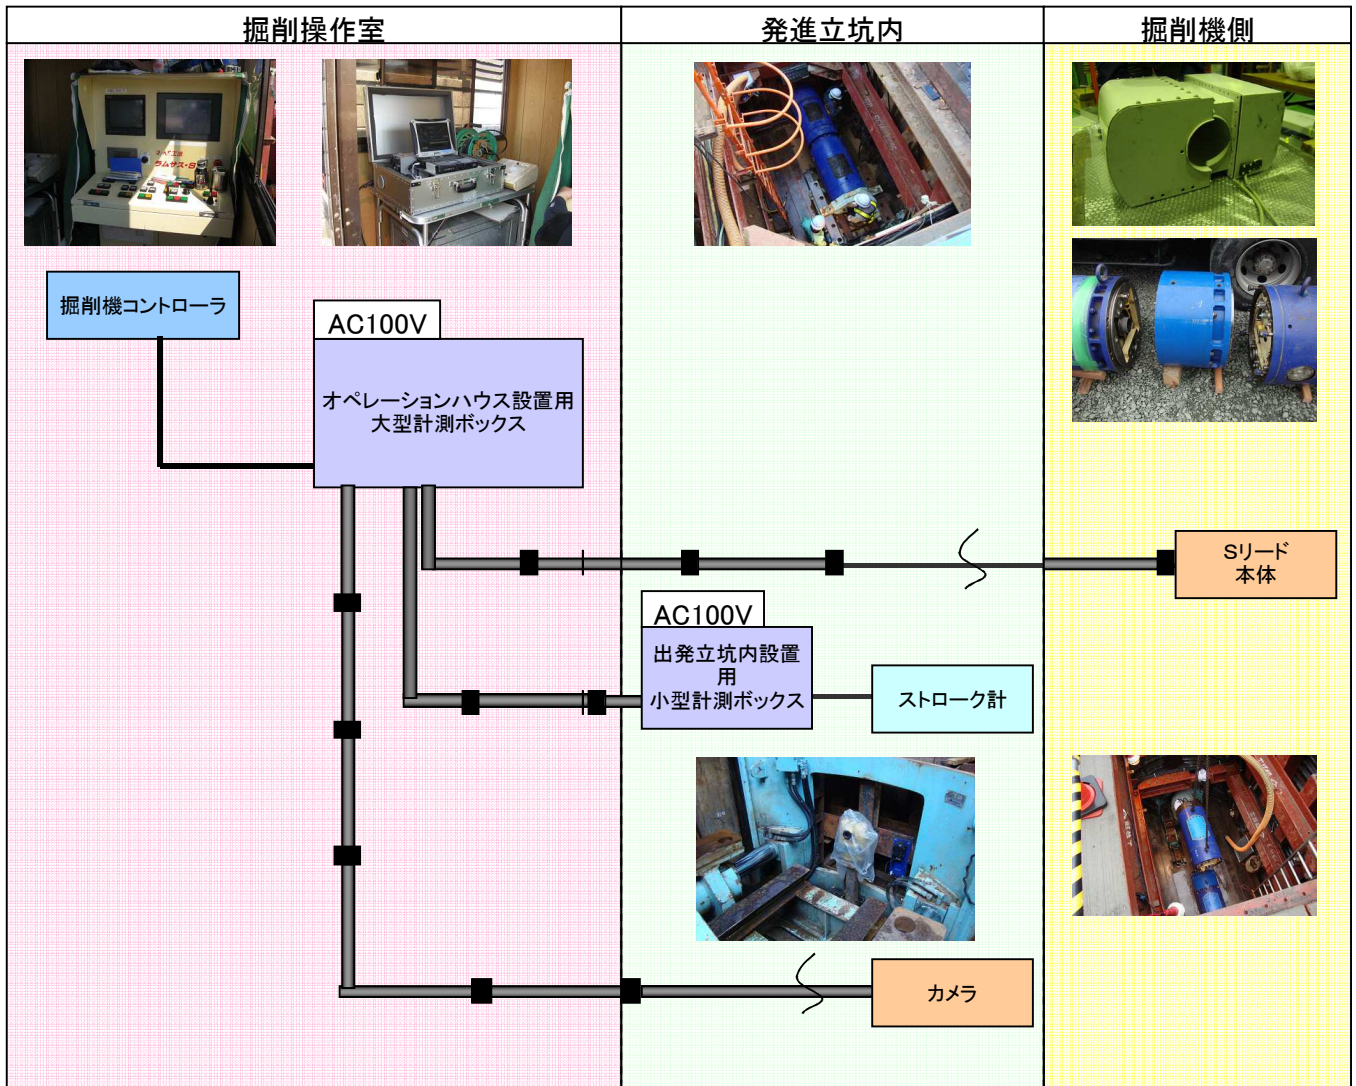 掘削操作室
発進立坑内
掘削機側
ラムサス・S
掘削機コントローラ
AC100V
オペレーションハウス設置用
大型計測ボックス
Sリード
本体
AC100V
出発立坑内設置
用
小型計測ボックス
ストローク計
カメラ